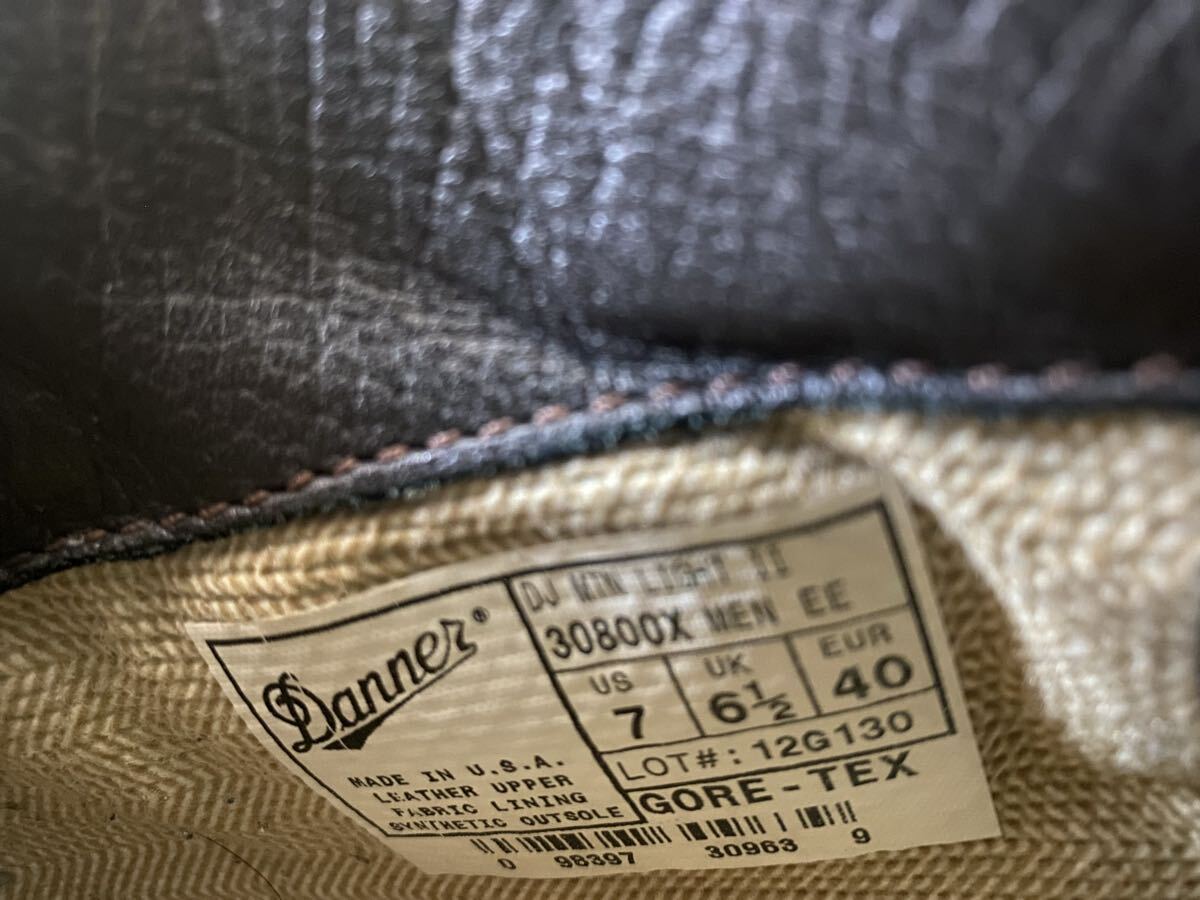 Danner®
MADE IN U.S.A.
LEATHER UPPER
FABRIC LINING
SYNTHETIC OUTSOLE
DJ MTN LIGHT II
30800X MEN EE
US UK EUR
7 6½ 40
LOT#: 12G130
GORE-TEX
0 98397 30963 9